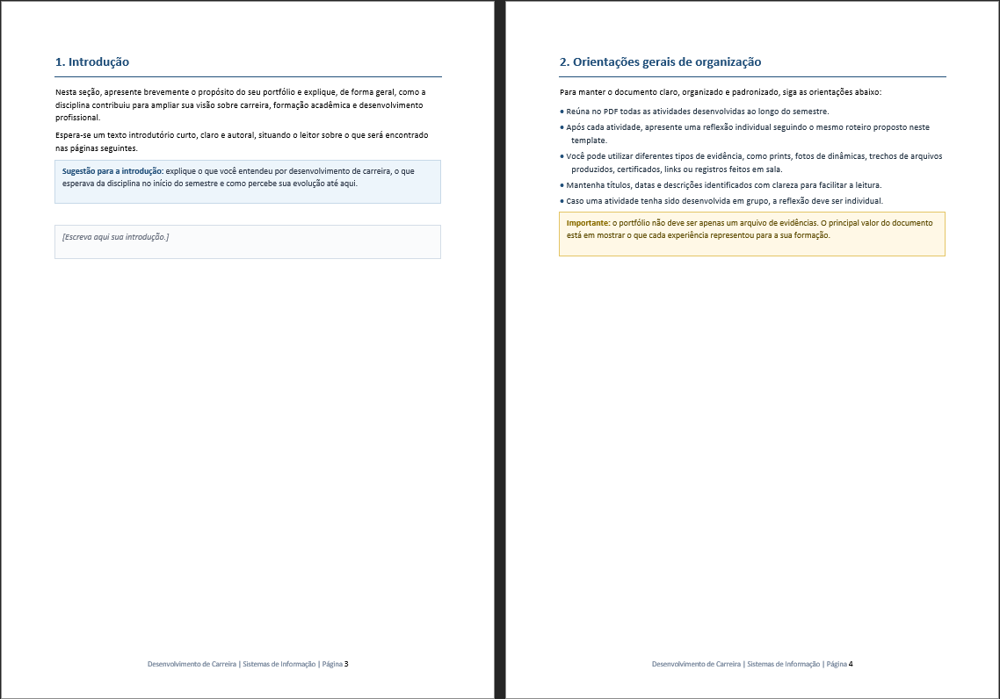 1. Introdução
Nesta seção, apresente brevemente o propósito do seu portfólio e explique, de forma geral, como a
disciplina contribuiu para ampliar sua visão sobre carreira, formação acadêmica e desenvolvimento
profissional.
Espera-se um texto introdutório curto, claro e autoral, situando o leitor sobre o que será encontrado
nas páginas seguintes.
Sugestão para a introdução: explique o que você entendeu por desenvolvimento de carreira, o que
esperava da disciplina no início do semestre e como percebe sua evolução até aqui.
[Escreva aqui sua introdução.]
Desenvolvimento de Carreira | Sistemas de Informação | Página 3
2. Orientações gerais de organização
Para manter o documento claro, organizado e padronizado, siga as orientações abaixo:
• Reúna no PDF todas as atividades desenvolvidas ao longo do semestre.
• Após cada atividade, apresente uma reflexão individual seguindo o mesmo roteiro proposto neste
template.
• Você pode utilizar diferentes tipos de evidência, como prints, fotos de dinâmicas, trechos de arquivos
produzidos, certificados, links ou registros feitos em sala.
• Mantenha títulos, datas e descrições identificados com clareza para facilitar a leitura.
• Caso uma atividade tenha sido desenvolvida em grupo, a reflexão deve ser individual.
Importante: o portfólio não deve ser apenas um arquivo de evidências. O principal valor do documento
está em mostrar o que cada experiência representou para a sua formação.
Desenvolvimento de Carreira | Sistemas de Informação | Página 4